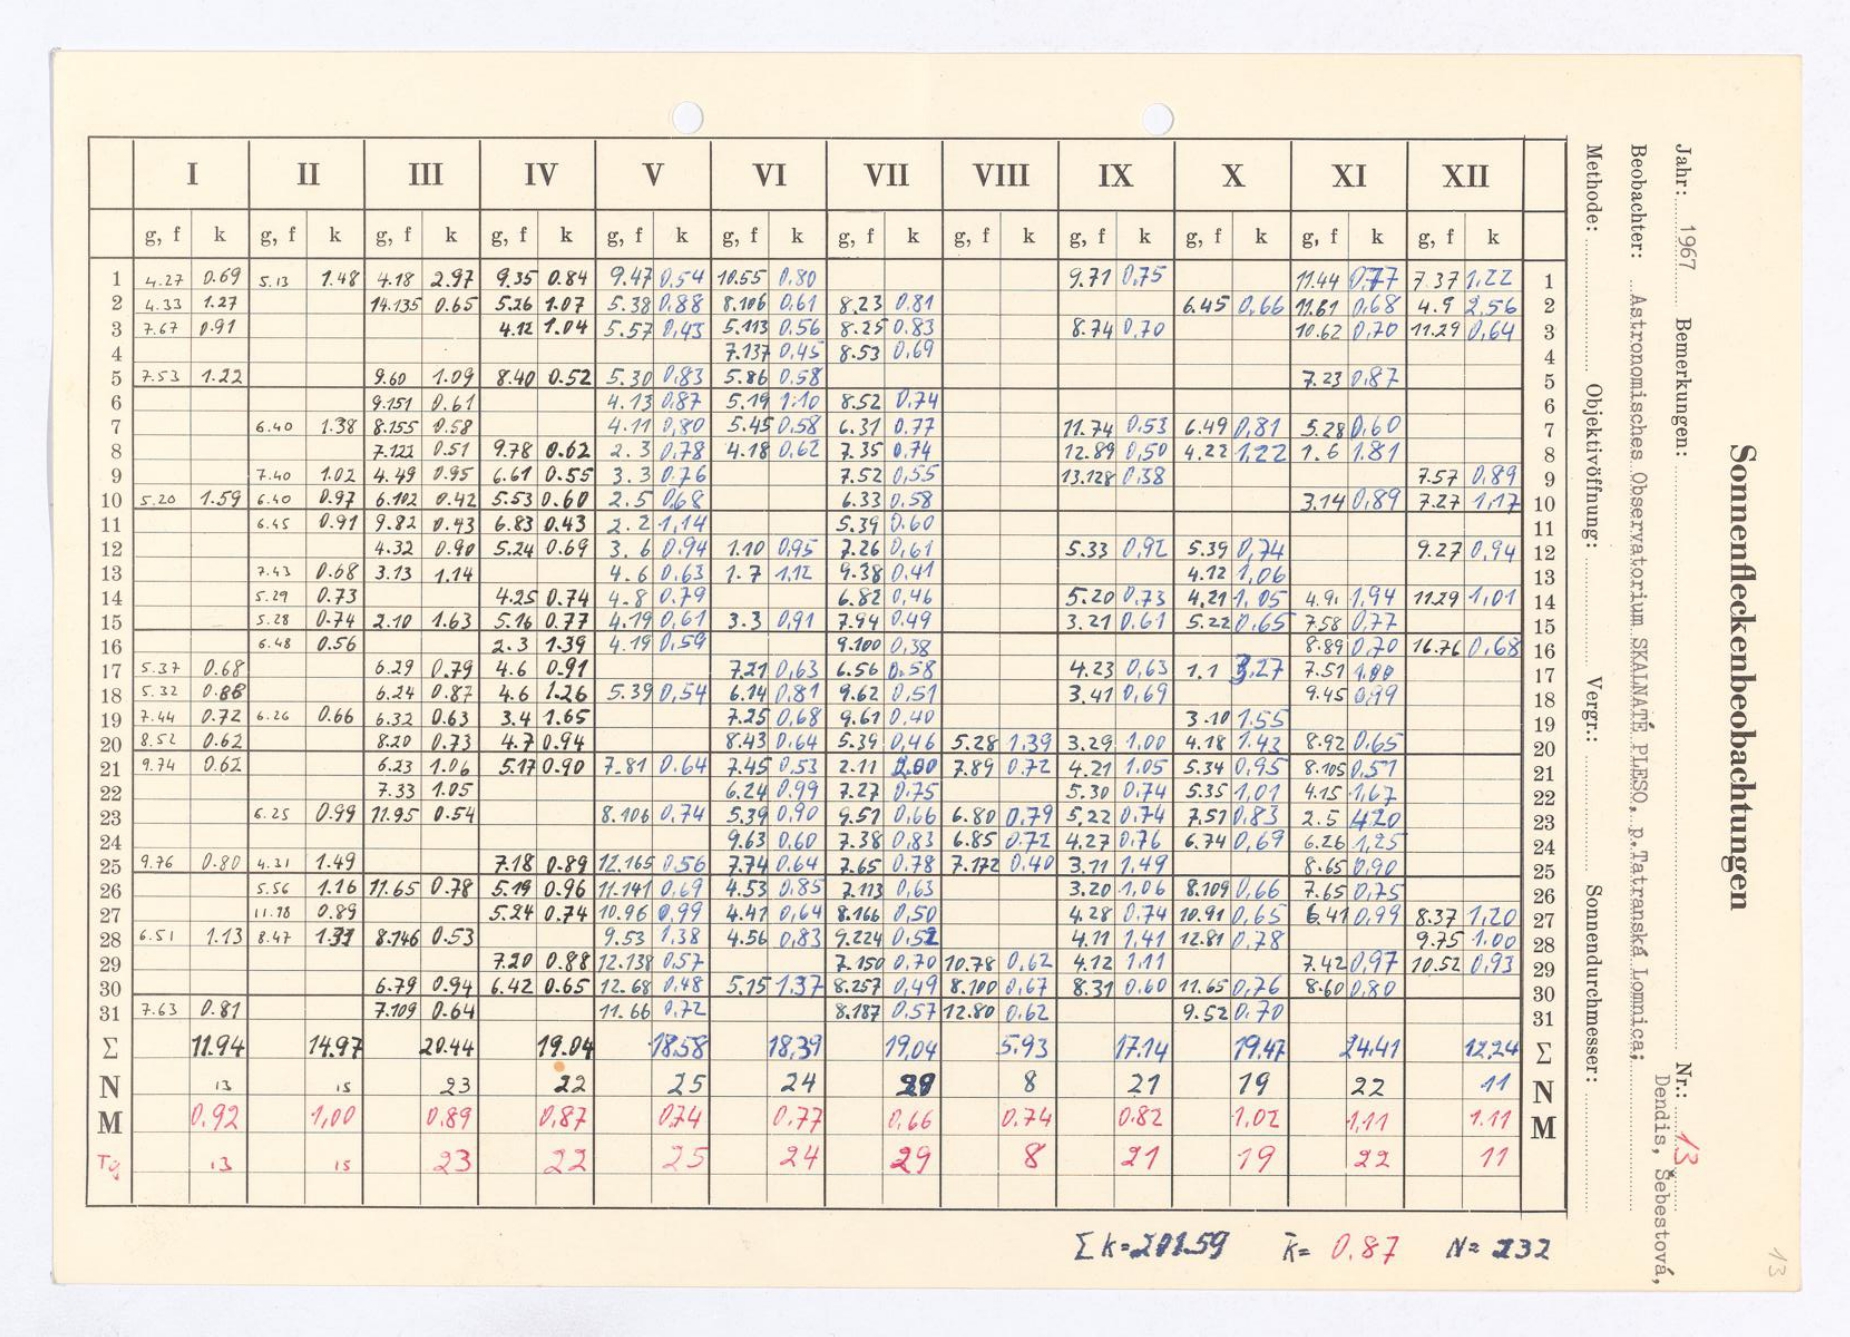 I II III IV V VI VII VIII IX X XI XII
g, f k g, f k g, f k g, f k g, f k g, f k g, f k g, f k g, f k g, f k g, f k g, f k
1 4.27 0.69 5.13 1.48 4.18 2.97 9.35 0.84 9.47 0,54 10.55 0,80 9.71 0,75 11.44 0,77 7.37 1,22 1
2 4.33 1.27 14.135 0.65 5.26 1.07 5.38 0,88 8.106 0,61 8.23 0,81 6.45 0,66 11.61 0,68 4.9 2,56 2
3 7.67 0.91 4.12 1.04 5.57 0,43 5.113 0,56 8.25 0,83 8.74 0,70 10.62 0,70 11.29 0,64 3
4 7.137 0,45 8.53 0,69 4
5 7.53 1.22 9.60 1.09 8.40 0.52 5.30 0,83 5.86 0,58 7.23 0,87 5
6 9.151 0.61 4.13 0,87 5.19 1,10 8.52 0,74 6
7 6.40 1.38 8.155 0.58 4.11 0,80 5.45 0,58 6.31 0,77 11.74 0,53 6.49 0,81 5.28 0,60 7
8 7.122 0.51 9.78 0.62 2.3 0,78 4.18 0,62 7.35 0,74 12.89 0,50 4.22 1,22 1.6 1,81 8
9 7.40 1.02 4.49 0.95 6.61 0.55 3.3 0,76 7.52 0,55 13.128 0,38 7.57 0,89 9
10 5.20 1.59 6.40 0.97 6.102 0.42 5.53 0.60 2.5 0,68 6.33 0,58 3.14 0,89 7.27 1,17 10
11 6.45 0.91 9.82 0.43 6.83 0.43 2.2 1,14 5.39 0.60 11
12 4.32 0.90 5.24 0.69 3.6 0.94 1.10 0,95 7.26 0,61 5.33 0,92 5.39 0,74 9.27 0,94 12
13 7.43 0.68 3.13 1.14 4.6 0,63 1.7 1,12 9.38 0.41 4.12 1,06 13
14 5.29 0.73 4.25 0.74 4.8 0.79 6.82 0,46 5.20 0,73 4,21 1,05 4.9 1,94 11.29 1,01 14
15 5.28 0.74 2.10 1.63 5.16 0.77 4.19 0,61 3.3 0,91 7.94 0.49 3.21 0.61 5.22 0,65 7.58 0,77 15
16 6.48 0.56 2.3 1.39 4.19 0,59 9.100 0,38 8.89 0,70 16.76 0,68 16
17 5.37 0.68 6.29 0.79 4.6 0.91 7.21 0,63 6.56 0.58 4.23 0,63 1.1 3,27 7.51 1,00 17
18 5.32 0.88 6.24 0.87 4.6 1.26 5.39 0,54 6.14 0,81 9.62 0,51 3.41 0,69 9.45 0,99 18
19 7.44 0.72 6.26 0.66 6.32 0.63 3.4 1.65 7.25 0,68 9.61 0.40 3.10 1.55 19
20 8.52 0.62 8.20 0.73 4.7 0.94 8.43 0,64 5.39 0,46 5.28 1,39 3.29 1,00 4.18 1.43 8.92 0,65 20
21 9.74 0.62 6.23 1.06 5.17 0.90 7.81 0.64 7.45 0,53 2.11 2.00 7.89 0.72 4.21 1.05 5.34 0,95 8.105 0,51 21
22 7.33 1.05 6.24 0.99 7.27 0.75 5.30 0,74 5.35 1,01 4.15 1,67 22
23 6.25 0.99 11.95 0.54 8.106 0,74 5.39 0,90 9.51 0,66 6.80 0,79 5,22 0,74 7,51 0,83 2.5 4,20 23
24 9.63 0.60 7.38 0,83 6.85 0.72 4,27 0,76 6.74 0,69 6.26 1,25 24
25 9.76 0.80 4.31 1.49 7.18 0.89 12.165 0,56 7.74 0.64 7.65 0.78 7.172 0.40 3.11 1,49 8.65 0,90 25
26 5.56 1.16 11.65 0.78 5.19 0.96 11.141 0,69 4.53 0,85 7.113 0,63 3.20 1,06 8.109 0,66 7.65 0,75 26
27 11.78 0.89 5.24 0.74 10.96 0,99 4.41 0,64 8.166 0,50 4.28 0,74 10.91 0,65 6.41 0,99 8.37 1,20 27
28 6.51 1.13 8.47 1.31 8.146 0.53 9.53 1,38 4.56 0,83 9.224 0,52 4.11 1,41 12.81 0,78 9.75 1.00 28
29 7.20 0.88 12.138 0,57 7.150 0,70 10.78 0,62 4.12 1,11 7.42 0,97 10.52 0,93 29
30 6.79 0.94 6.42 0.65 12.68 0,48 5.15 1.37 8.257 0,49 8.100 0,67 8.31 0.60 11.65 0,76 8.60 0,80 30
31 7.63 0.81 7.109 0.64 11.66 0,72 8.187 0,57 12.80 0,62 9.52 0.70 31
Σ 11.94 14.97 20.44 19.04 18,58 18,39 19,04 5.93 17.14 19,47 24.41 12,24 Σ
N 13 15 23 22 25 24 29 8 21 19 22 11 N
M 0.92 1,00 0.89 0,87 0.74 0.77 0,66 0.74 0.82 1,02 1,11 1.11 M
Tg 13 15 23 22 25 24 29 8 21 19 22 11
Σ k = 201.59 k̄ = 0.87 N = 232
Sonnenfleckenbeobachtungen
Jahr: 1967 Bemerkungen: Nr.: 13
Beobachter: Astronomisches Observatorium SKALNATÉ PLESO, p.Tatranská Lomnica;
Dendis, Šebestová,
Methode: Objektivöffnung: Vergr.: Sonnendurchmesser:
13